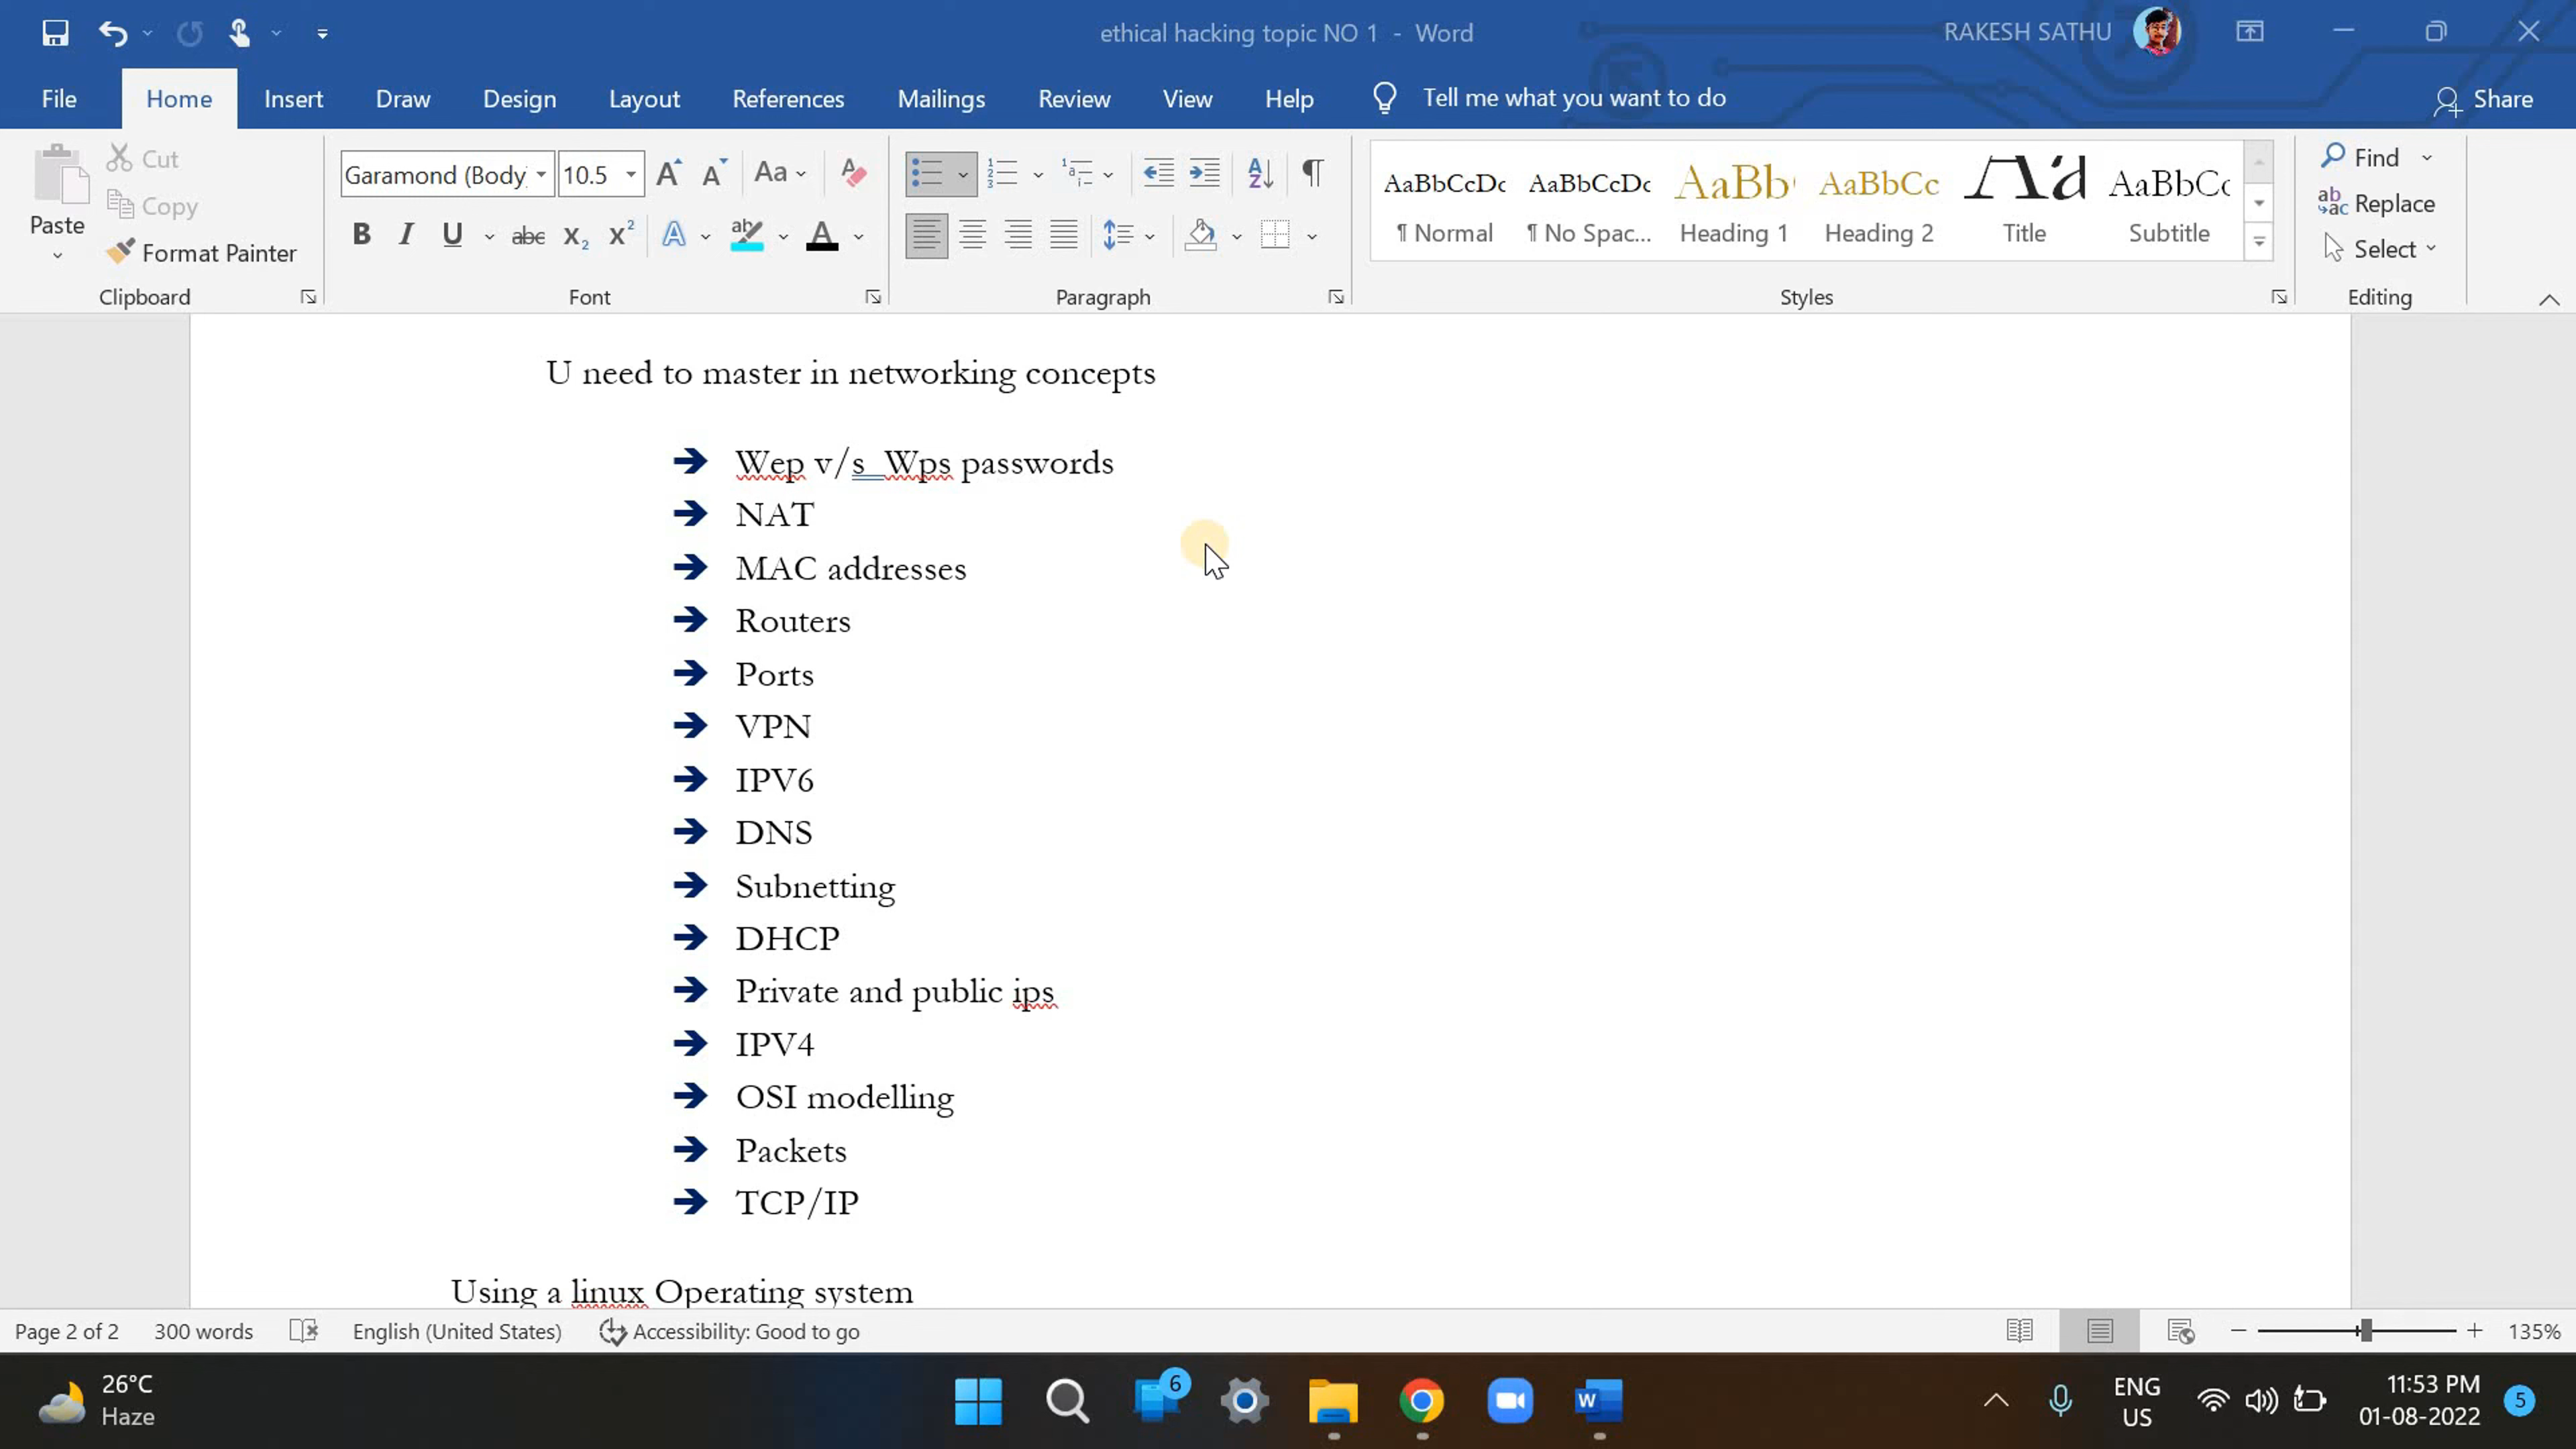 ethical hacking topic NO 1 - Word
RAKESH SATHU
File Home Insert Draw Design Layout References Mailings Review View Help Tell me what you want to do Share
Paste
Cut
Copy
Format Painter
Clipboard
Garamond (Body 10.5
Font
Paragraph
AaBbCcDc AaBbCcDc AaBb AaBbCc AaBbCc
¶ Normal ¶ No Spac... Heading 1 Heading 2 Title Subtitle
Styles
Find
Replace
Select
Editing
U need to master in networking concepts
➔ Wep v/s Wps passwords
➔ NAT
➔ MAC addresses
➔ Routers
➔ Ports
➔ VPN
➔ IPV6
➔ DNS
➔ Subnetting
➔ DHCP
➔ Private and public ips
➔ IPV4
➔ OSI modelling
➔ Packets
➔ TCP/IP
Using a linux Operating system
Page 2 of 2 300 words English (United States) Accessibility: Good to go 135%
26°C
Haze
6
ENG
US
11:53 PM
01-08-2022
5